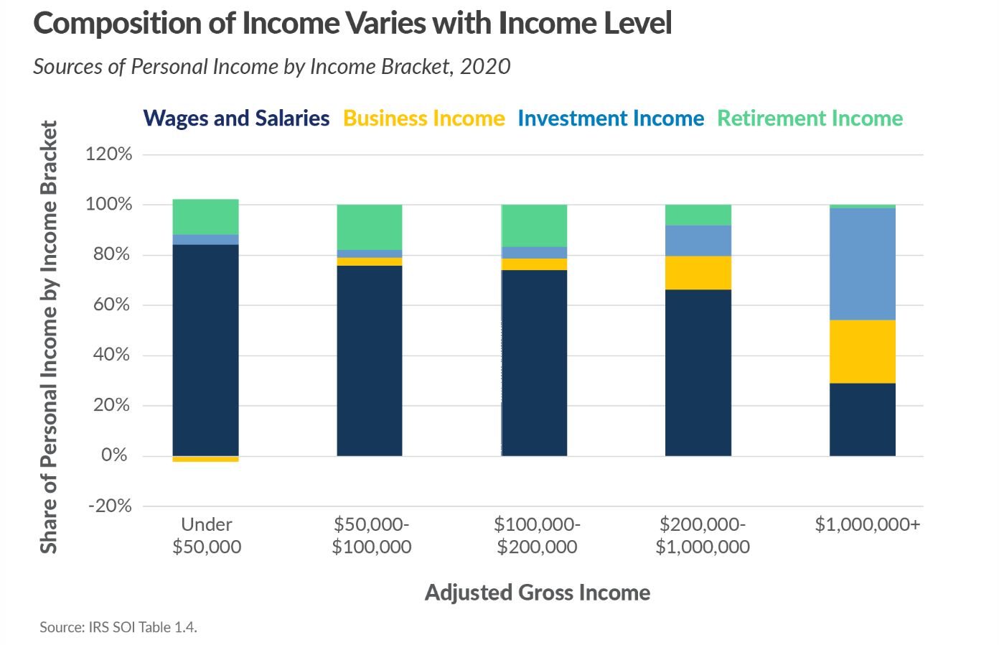 Composition of Income Varies with Income Level
Sources of Personal Income by Income Bracket, 2020
Wages and Salaries Business Income Investment Income Retirement Income
Share of Personal Income by Income Bracket
120%
100%
80%
60%
40%
20%
0%
-20%
Under
$50,000
$50,000-
$100,000
$100,000-
$200,000
$200,000-
$1,000,000
$1,000,000+
Adjusted Gross Income
Source: IRS SOI Table 1.4.